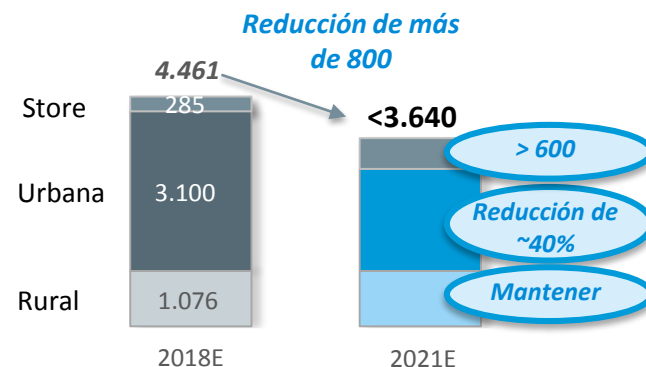 Reducción de más
de 800
4.461
<3.640
Store
285
> 600
Urbana
3.100
Reducción de
~40%
Rural
1.076
Mantener
2018E
2021E